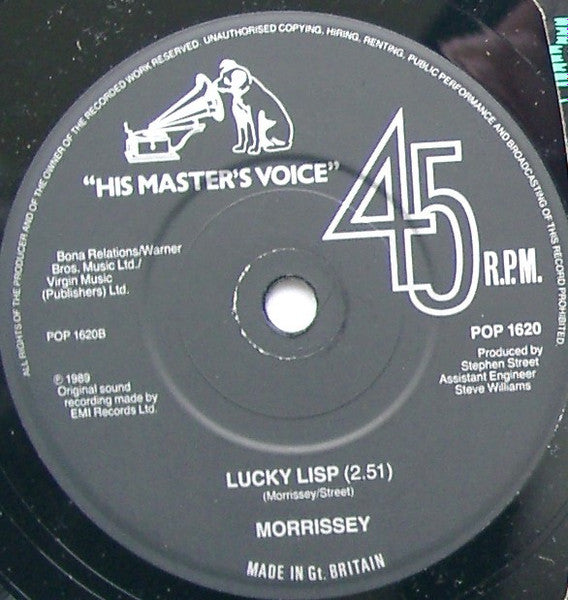 ALL RIGHTS OF THE PRODUCER AND OF THE OWNER OF THE RECORDED WORK RESERVED. UNAUTHORISED COPYING, HIRING, RENTING, PUBLIC PERFORMANCE AND BROADCASTING OF THIS RECORD PROHIBITED.
"HIS MASTER'S VOICE"
45 R.P.M.
Bona Relations/Warner
Bros. Music Ltd./
Virgin Music
(Publishers) Ltd.
POP 1620B
POP 1620
℗ 1989
Original sound
recording made by
EMI Records Ltd.
Produced by
Stephen Street
Assistant Engineer
Steve Williams
LUCKY LISP (2.51)
(Morrissey/Street)
MORRISSEY
MADE IN Gt. BRITAIN